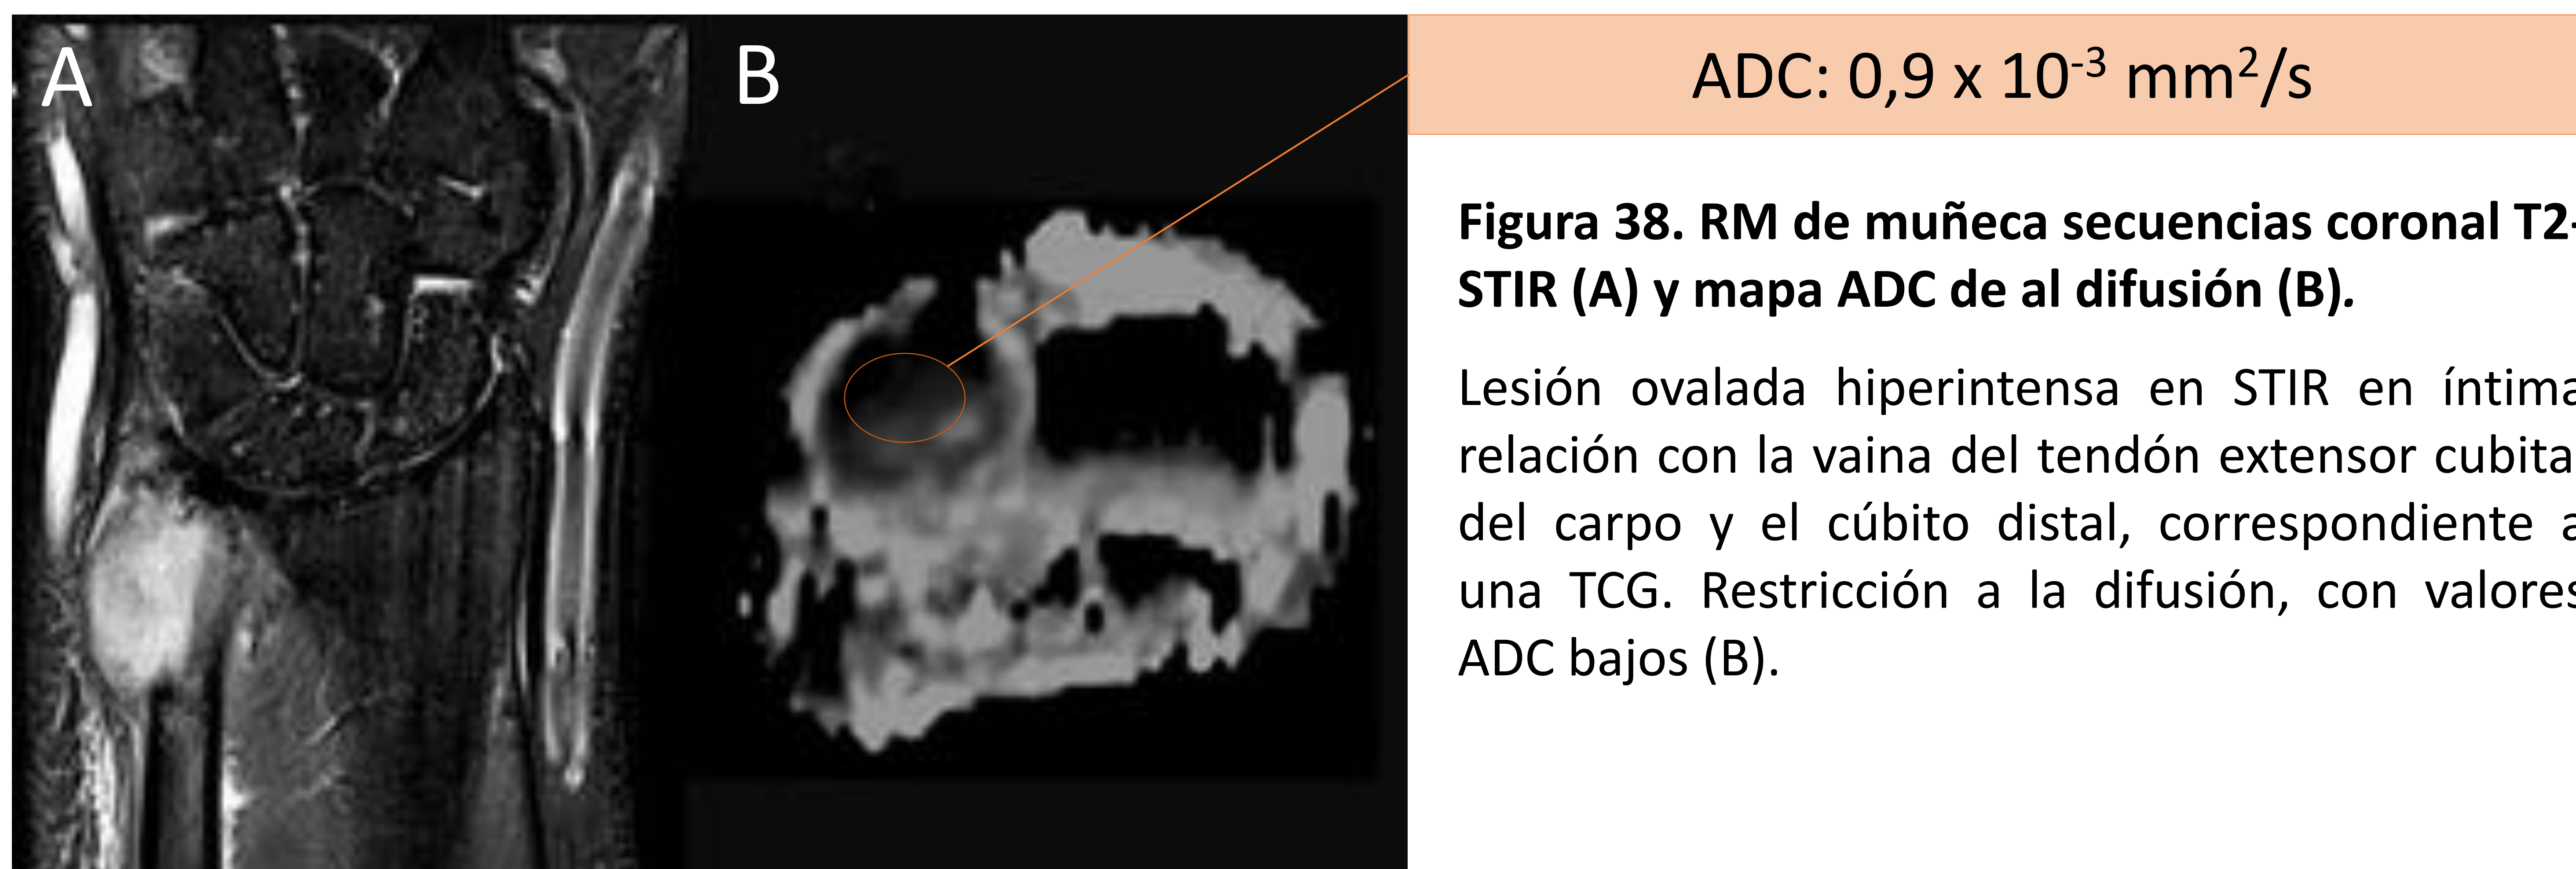 A
B
ADC: 0,9 x 10⁻³ mm²/s
Figura 38. RM de muñeca secuencias coronal T2-
STIR (A) y mapa ADC de al difusión (B).
Lesión ovalada hiperintensa en STIR en íntima
relación con la vaina del tendón extensor cubita
del carpo y el cúbito distal, correspondiente a
una TCG. Restricción a la difusión, con valores
ADC bajos (B).